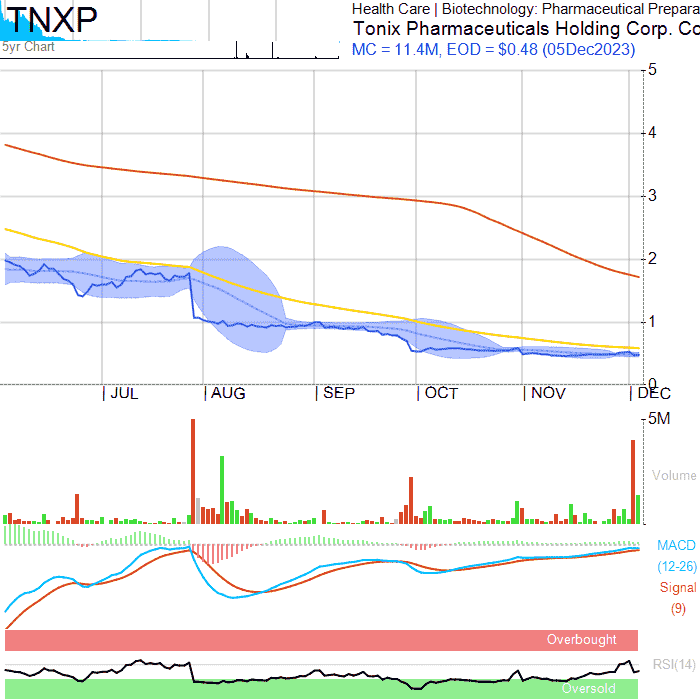 TNXP
5yr Chart
Health Care | Biotechnology: Pharmaceutical Prepara
Tonix Pharmaceuticals Holding Corp. Co
MC = 11.4M, EOD = $0.48 (05Dec2023)
5
4
3
2
1
0
JUL AUG SEP OCT NOV DEC
5M
Volume
MACD
(12-26)
Signal
(9)
Overbought
RSI(14)
Oversold